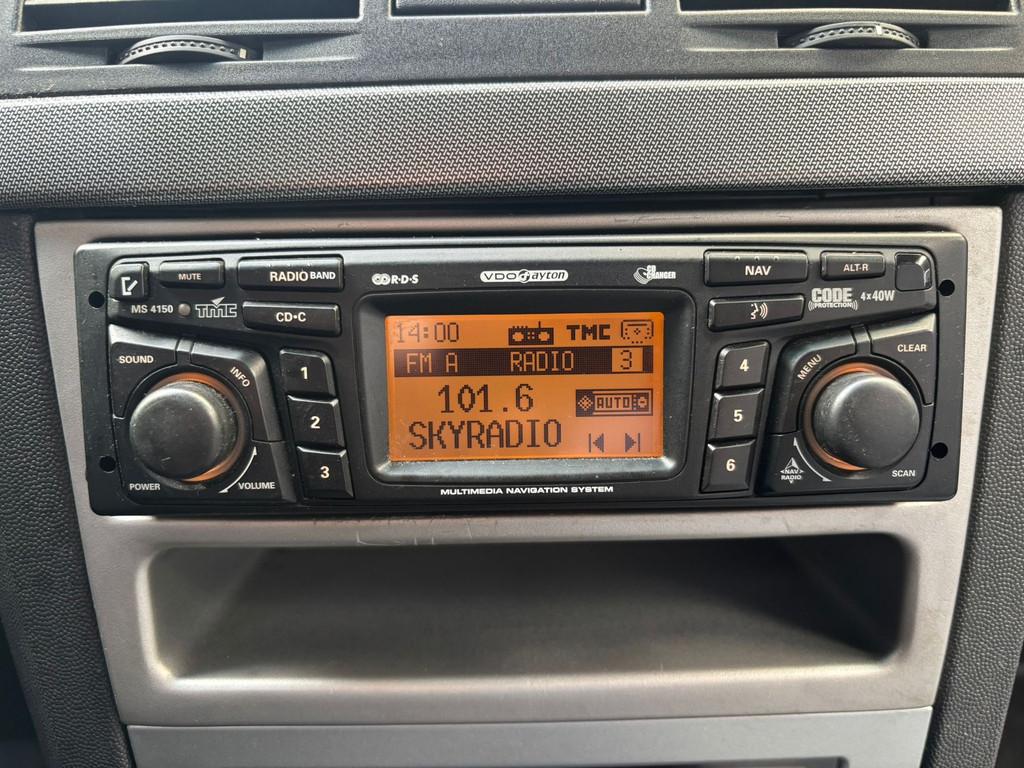 MUTE
RADIO BAND
R·D·S
VDO Dayton
CD CHANGER
NAV
ALT·R
MS 4150
TMC
CD·C
CODE PROTECTION
4x40W
14:00
TMC
FM A RADIO 3
101.6
AUTO
SKYRADIO
SOUND
INFO
1
2
3
POWER
VOLUME
4
5
6
MENU
CLEAR
NAV
RADIO
SCAN
MULTIMEDIA NAVIGATION SYSTEM